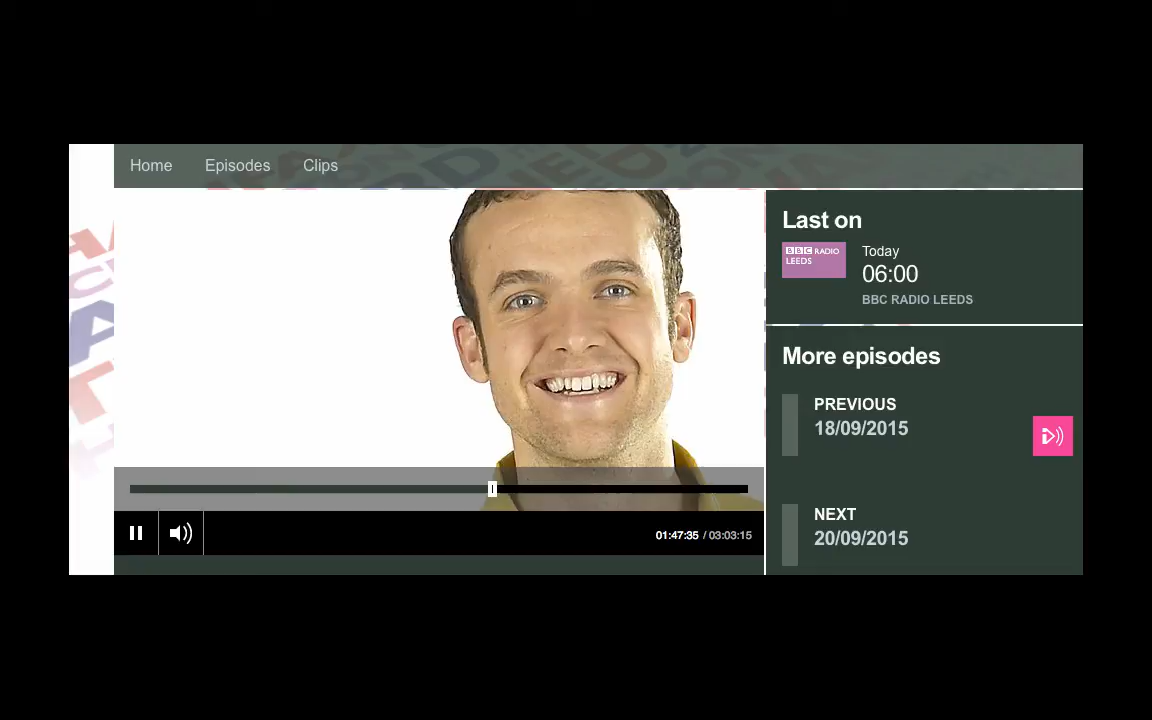 Home Episodes Clips
Last on
BBC RADIO
LEEDS
Today
06:00
BBC RADIO LEEDS
More episodes
PREVIOUS
18/09/2015
NEXT
20/09/2015
01:47:35 / 03:03:15